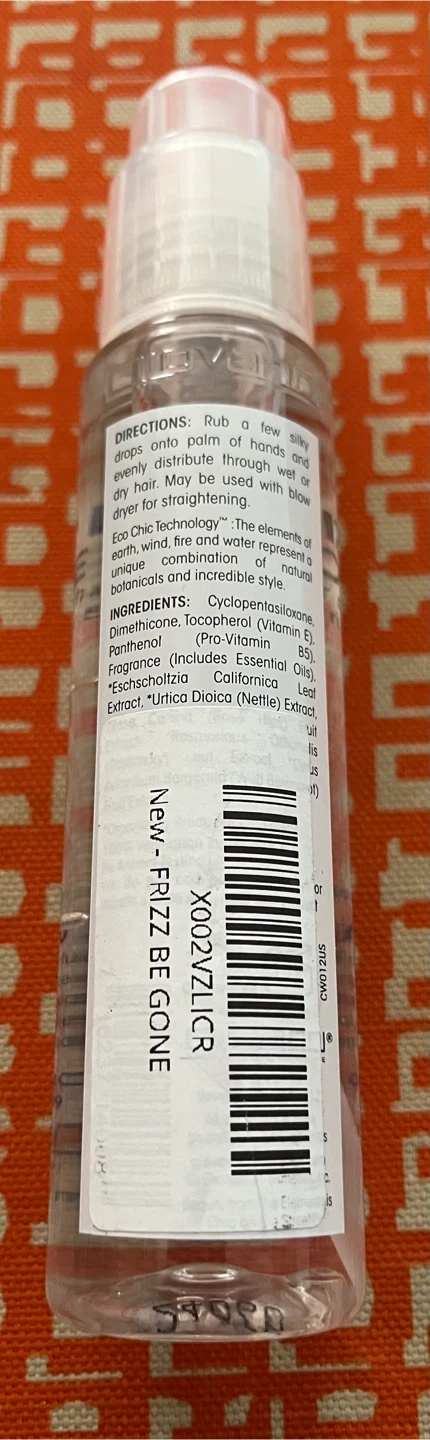 GIOVANNI
DIRECTIONS: Rub a few silky
drops onto palm of hands and
evenly distribute through wet or
dry hair. May be used with blow
dryer for straightening.
Eco Chic Technology™ :The elements of
earth, wind, fire and water represent a
unique combination of natural
botanicals and incredible style.
INGREDIENTS: Cyclopentasiloxane,
Dimethicone, Tocopherol (Vitamin E),
Panthenol (Pro-Vitamin B5),
Fragrance (Includes Essential Oils),
*Eschscholtzia Californica Leaf
Extract, *Urtica Dioica (Nettle) Extract,
X002VZLICR
New - FRIZZ BE GONE
CW012US